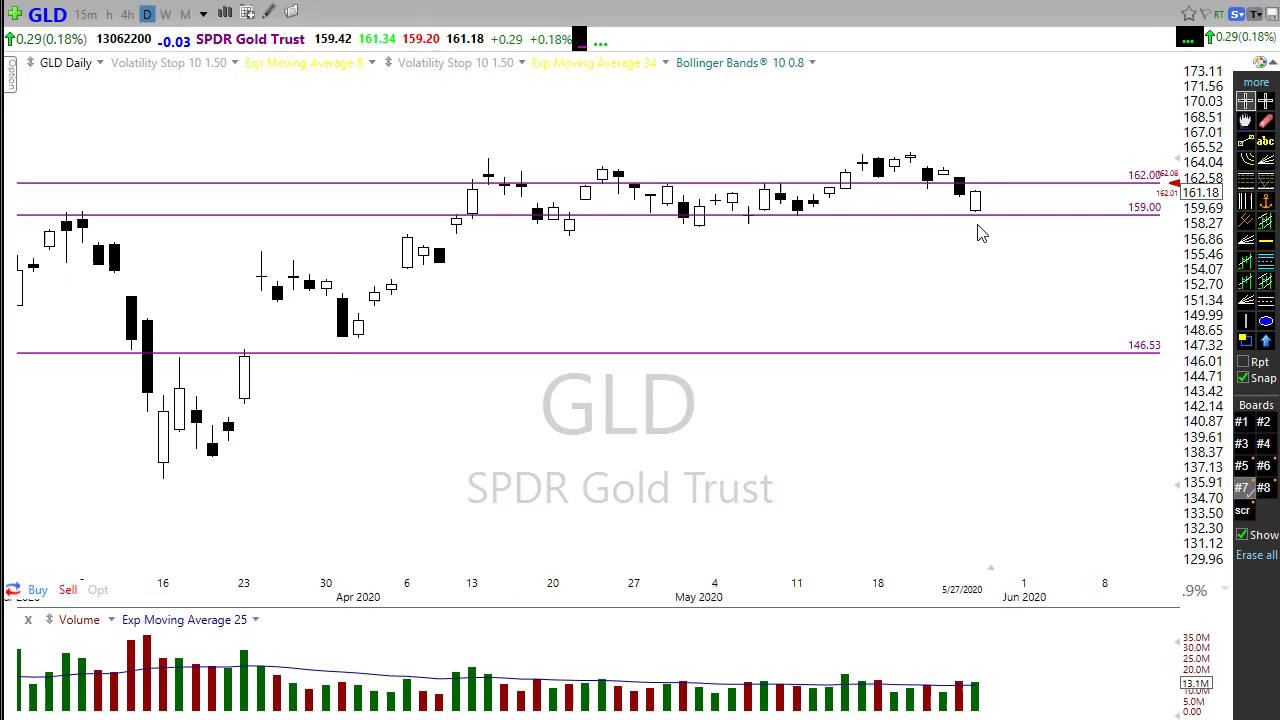 GLD 15m h 4h D W M RT S T
0.29(0.18%) 13062200 -0.03 SPDR Gold Trust 159.42 161.34 159.20 161.18 +0.29 +0.18% ... ... 0.29(0.18%)
Option
GLD Daily Volatility Stop 10 1.50 Exp Moving Average 8 Volatility Stop 10 1.50 Exp Moving Average 34 Bollinger Bands® 10 0.8
173.11
171.56
170.03
168.51
167.01
165.52
164.04
162.58
161.18
159.69
158.27
156.86
155.46
154.07
152.70
151.34
149.99
148.65
147.32
146.01
144.71
143.42
142.14
140.87
139.61
138.37
137.13
135.91
134.70
133.50
132.30
131.12
129.96
162.00
162.08
162.01
159.00
146.53
GLD
SPDR Gold Trust
more
abc
Rpt
Snap
Boards
#1 #2
#3 #4
#5 #6
#7 #8
scr
Show
Erase all
Buy Sell Opt
16 23 30 6 13 20 27 4 11 18 5/27/2020 1 8
Apr 2020 May 2020 Jun 2020
.9%
x Volume Exp Moving Average 25
35.0M
30.0M
25.0M
20.0M
13.1M
10.0M
5.0M
0.00